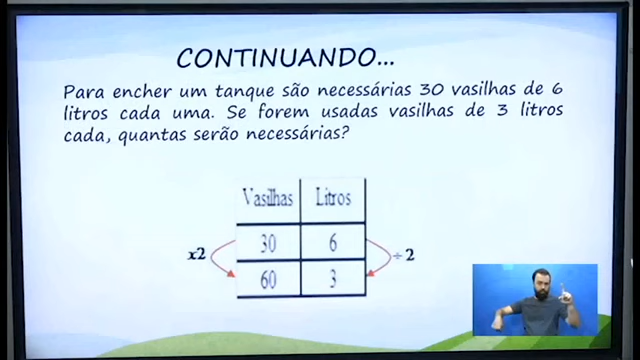 CONTINUANDO...
Para encher um tanque são necessárias 30 vasilhas de 6
litros cada uma. Se forem usadas vasilhas de 3 litros
cada, quantas serão necessárias?
Vasilhas Litros
x2 30 6 ÷ 2
60 3